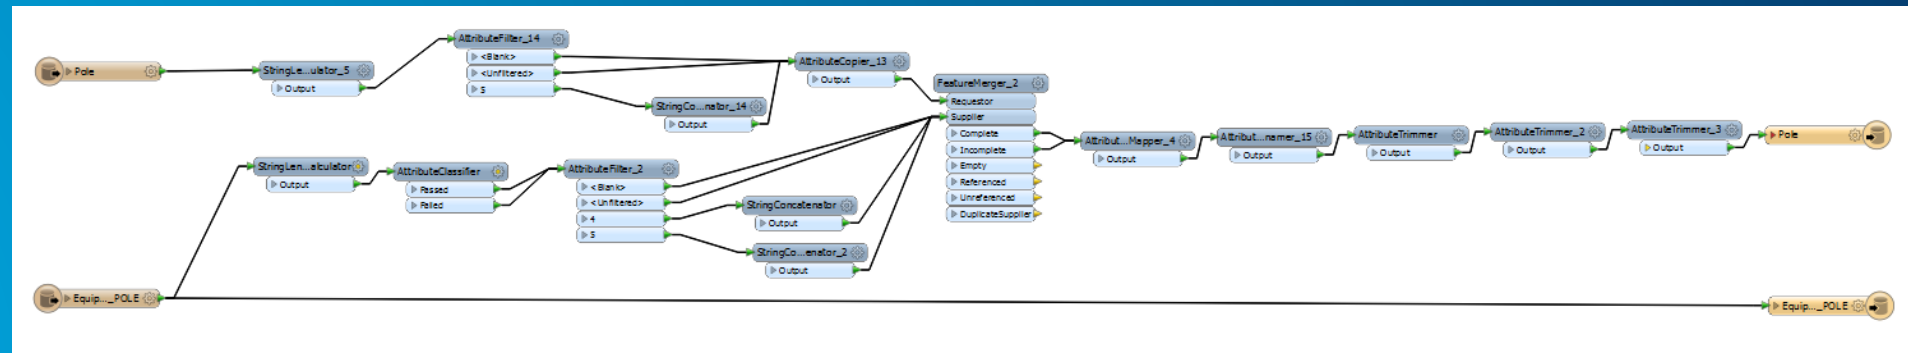 Pole
StringLe...ulator_5
Output
AttributeFilter_14
<Blank>
<Unfiltered>
5
StringCo...nator_14
Output
AttributeCopier_13
Output
FeatureMerger_2
Requestor
Supplier
Complete
Incomplete
Empty
Referenced
Unreferenced
DuplicateSupplier
Attribut...Mapper_4
Output
Attribut...namer_15
Output
AttributeTrimmer
Output
AttributeTrimmer_2
Output
AttributeTrimmer_3
Output
Pole
StringLen...alculator
Output
AttributeClassifier
Passed
Failed
AttributeFilter_2
<Blank>
<Unfiltered>
4
5
StringConcatenator
Output
StringCo...enator_2
Output
Equip..._POLE
Equip..._POLE